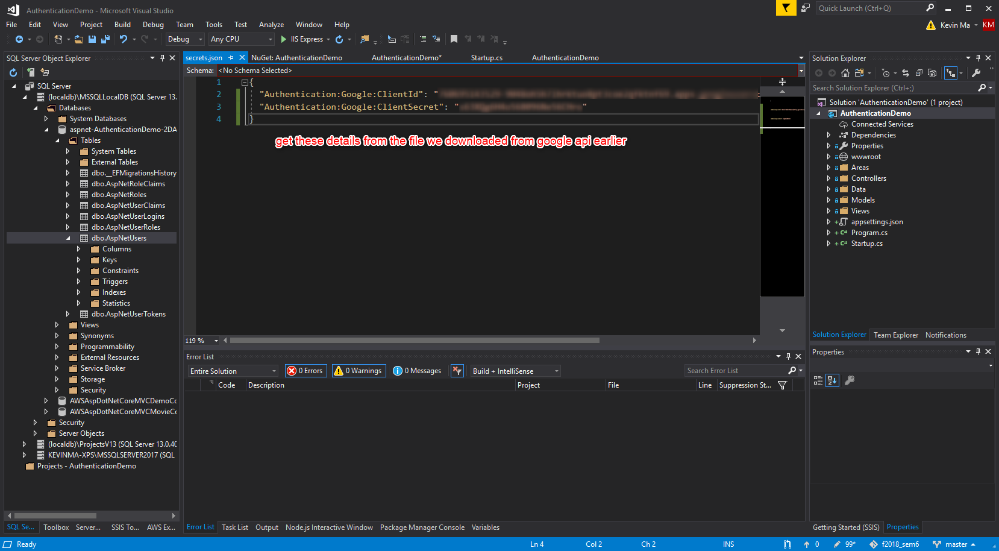 AuthenticationDemo - Microsoft Visual Studio
Quick Launch (Ctrl+Q)
File Edit View Project Build Debug Team Tools Test Analyze Window Help
Kevin Ma KM
Debug Any CPU IIS Express
SQL Server Object Explorer
SQL Server
(localdb)\MSSQLLocalDB (SQL Server 13.
Databases
System Databases
aspnet-AuthenticationDemo-2DA
Tables
System Tables
External Tables
dbo.__EFMigrationsHistory
dbo.AspNetRoleClaims
dbo.AspNetRoles
dbo.AspNetUserClaims
dbo.AspNetUserLogins
dbo.AspNetUserRoles
dbo.AspNetUsers
Columns
Keys
Constraints
Triggers
Indexes
Statistics
dbo.AspNetUserTokens
Views
Synonyms
Programmability
External Resources
Service Broker
Storage
Security
AWSAspDotNetCoreMVCDemoCo
AWSAspDotNetCoreMVCMovieCo
Security
Server Objects
(localdb)\ProjectsV13 (SQL Server 13.0.40
KEVINMA-XPS\MSSQLSERVER2017 (SQL
Projects - AuthenticationDemo
SQL Se... Toolbox Server... SSIS To... AWS Ex...
secrets.json NuGet: AuthenticationDemo AuthenticationDemo* Startup.cs AuthenticationDemo
Schema: <No Schema Selected>
1 {
2 "Authentication:Google:ClientId": "
3 "Authentication:Google:ClientSecret": " "
4 }
get these details from the file we downloaded from google api earlier
119 %
Error List
Entire Solution 0 Errors 0 Warnings 0 Messages Build + IntelliSense Search Error List
Code Description Project File Line Suppression St...
Error List Task List Output Node.js Interactive Window Package Manager Console Variables
Solution Explorer
Search Solution Explorer (Ctrl+;)
Solution 'AuthenticationDemo' (1 project)
AuthenticationDemo
Connected Services
Dependencies
Properties
wwwroot
Areas
Controllers
Data
Models
Views
appsettings.json
C# Program.cs
C# Startup.cs
Solution Explorer Team Explorer Notifications
Properties
Getting Started (SSIS) Properties
Ready Ln 4 Col 2 Ch 2 INS 0 99* f2018_sem6 master